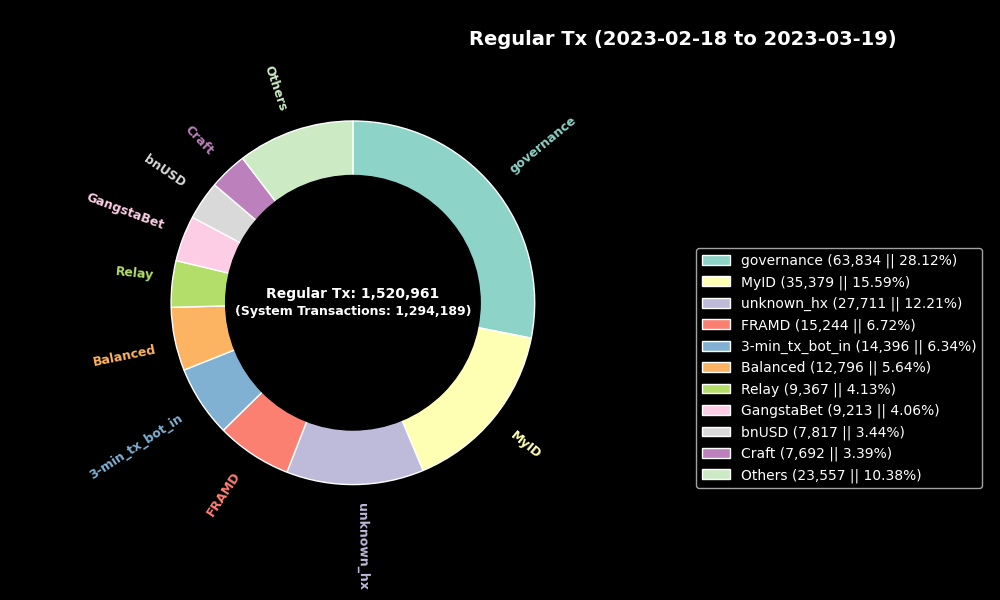 Regular Tx (2023-02-18 to 2023-03-19)
Others
governance
Craft
bnUSD
GangstaBet
Relay
Balanced
3-min_tx_bot_in
FRAMD
unknown_hx
MyID
Regular Tx: 1,520,961
(System Transactions: 1,294,189)
governance (63,834 || 28.12%)
MyID (35,379 || 15.59%)
unknown_hx (27,711 || 12.21%)
FRAMD (15,244 || 6.72%)
3-min_tx_bot_in (14,396 || 6.34%)
Balanced (12,796 || 5.64%)
Relay (9,367 || 4.13%)
GangstaBet (9,213 || 4.06%)
bnUSD (7,817 || 3.44%)
Craft (7,692 || 3.39%)
Others (23,557 || 10.38%)